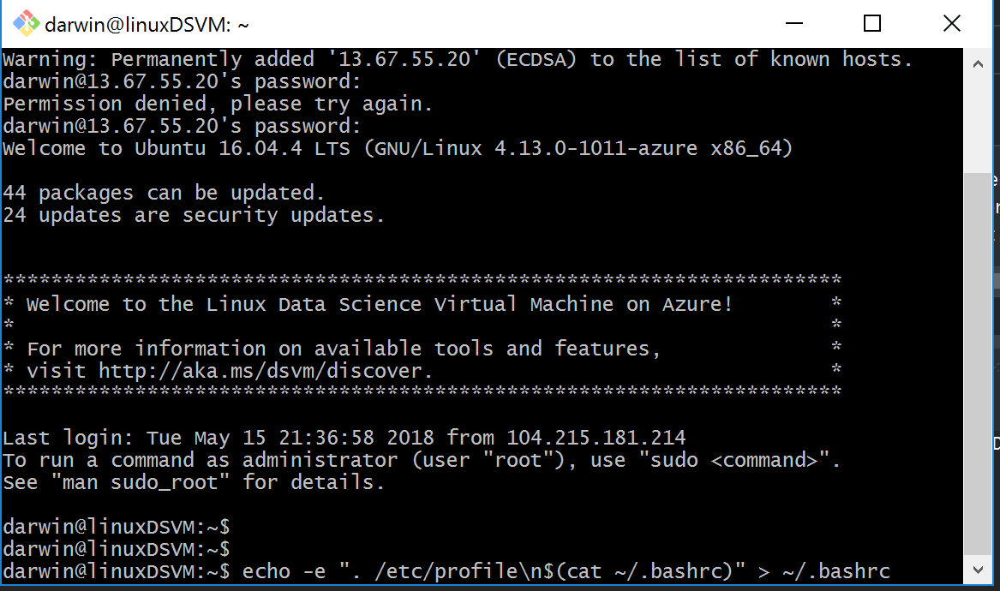 darwin@linuxDSVM: ~
Warning: Permanently added '13.67.55.20' (ECDSA) to the list of known hosts.
darwin@13.67.55.20's password:
Permission denied, please try again.
darwin@13.67.55.20's password:
Welcome to Ubuntu 16.04.4 LTS (GNU/Linux 4.13.0-1011-azure x86_64)
44 packages can be updated.
24 updates are security updates.
**********************************************************************
* Welcome to the Linux Data Science Virtual Machine on Azure!        *
*                                                                    *
* For more information on available tools and features,              *
* visit http://aka.ms/dsvm/discover.                                 *
**********************************************************************
Last login: Tue May 15 21:36:58 2018 from 104.215.181.214
To run a command as administrator (user "root"), use "sudo <command>".
See "man sudo_root" for details.
darwin@linuxDSVM:~$
darwin@linuxDSVM:~$
darwin@linuxDSVM:~$ echo -e ". /etc/profile\n$(cat ~/.bashrc)" > ~/.bashrc